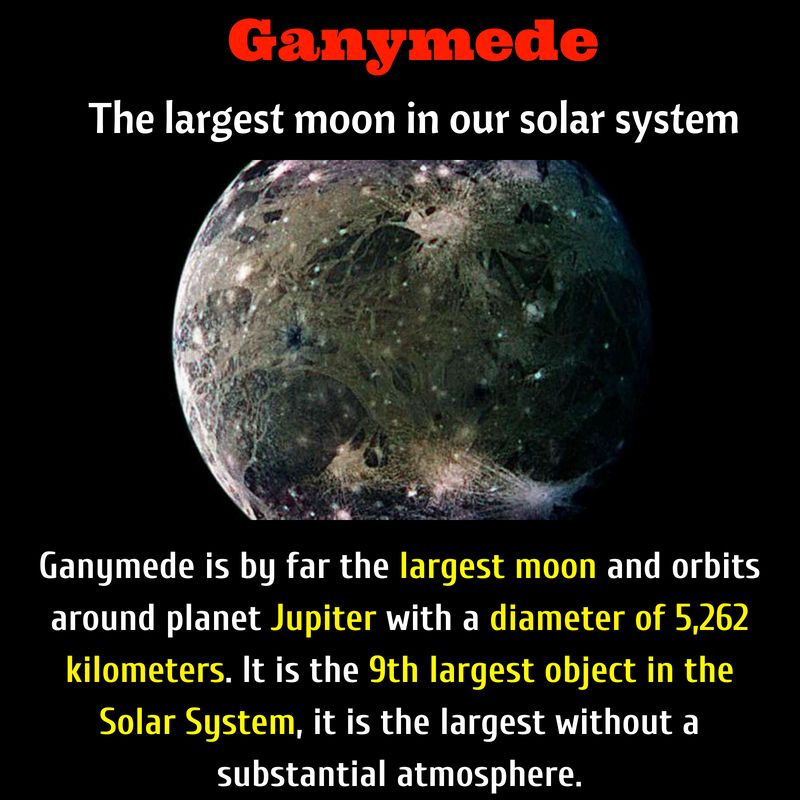 Ganymede
The largest moon in our solar system
Ganymede is by far the largest moon and orbits
around planet Jupiter with a diameter of 5,262
kilometers. It is the 9th largest object in the
Solar System, it is the largest without a
substantial atmosphere.